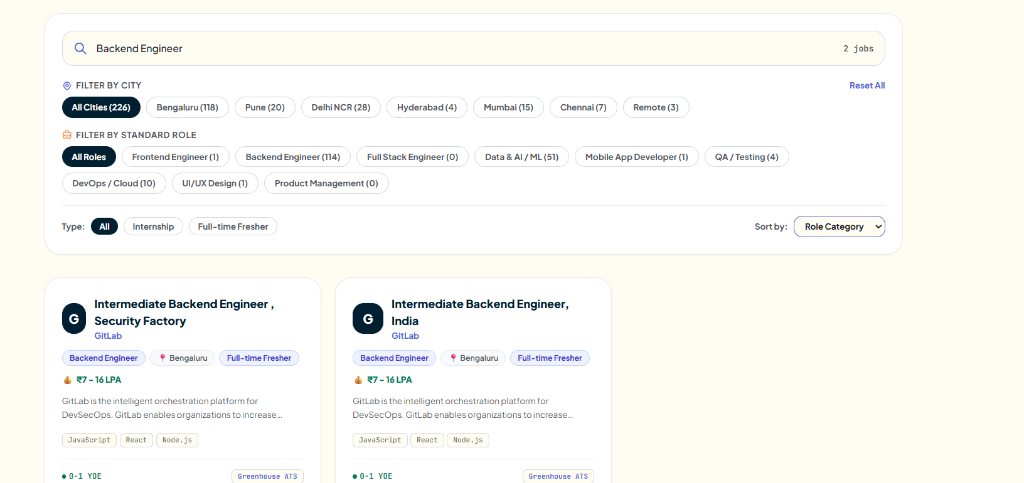 Backend Engineer 2 jobs
FILTER BY CITY Reset All
All Cities (226) Bengaluru (118) Pune (20) Delhi NCR (28) Hyderabad (4) Mumbai (15) Chennai (7) Remote (3)
FILTER BY STANDARD ROLE
All Roles Frontend Engineer (1) Backend Engineer (114) Full Stack Engineer (0) Data & AI / ML (51) Mobile App Developer (1) QA / Testing (4)
DevOps / Cloud (10) UI/UX Design (1) Product Management (0)
Type: All Internship Full-time Fresher Sort by: Role Category
G
Intermediate Backend Engineer ,
Security Factory
GitLab
Backend Engineer 📍 Bengaluru Full-time Fresher
💰 ₹7 – 16 LPA
GitLab is the intelligent orchestration platform for
DevSecOps. GitLab enables organizations to increase...
JavaScript React Node.js
0-1 YOE Greenhouse ATS
G
Intermediate Backend Engineer,
India
GitLab
Backend Engineer 📍 Bengaluru Full-time Fresher
💰 ₹7 – 16 LPA
GitLab is the intelligent orchestration platform for
DevSecOps. GitLab enables organizations to increase...
JavaScript React Node.js
0-1 YOE Greenhouse ATS